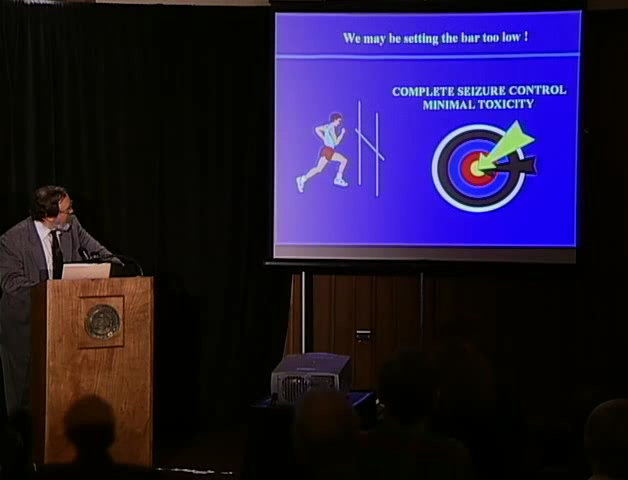 We may be setting the bar too low !
COMPLETE SEIZURE CONTROL
MINIMAL TOXICITY